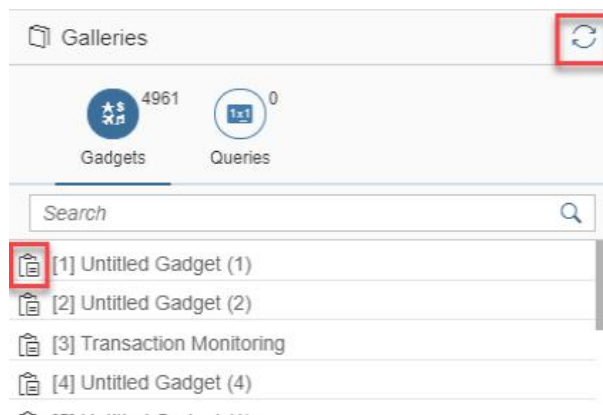 Galleries
4961
0
1x1
Gadgets
Queries
Search
[1] Untitled Gadget (1)
[2] Untitled Gadget (2)
[3] Transaction Monitoring
[4] Untitled Gadget (4)